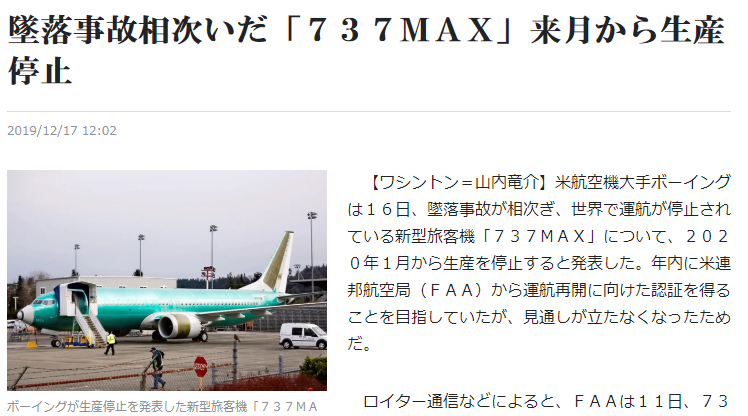 墜落事故相次いだ「７３７ＭＡＸ」来月から生産
停止
2019/12/17 12:02
【ワシントン＝山内竜介】米航空機大手ボーイング
は１６日、墜落事故が相次ぎ、世界で運航が停止され
ている新型旅客機「７３７ＭＡＸ」について、２０２
０年１月から生産を停止すると発表した。年内に米連
邦航空局（ＦＡＡ）から運航再開に向けた認証を得る
ことを目指していたが、見通しが立たなくなったため
だ。
ロイター通信などによると、ＦＡＡは１１日、７３
STOP
ボーイングが生産停止を発表した新型旅客機「７３７ＭＡ